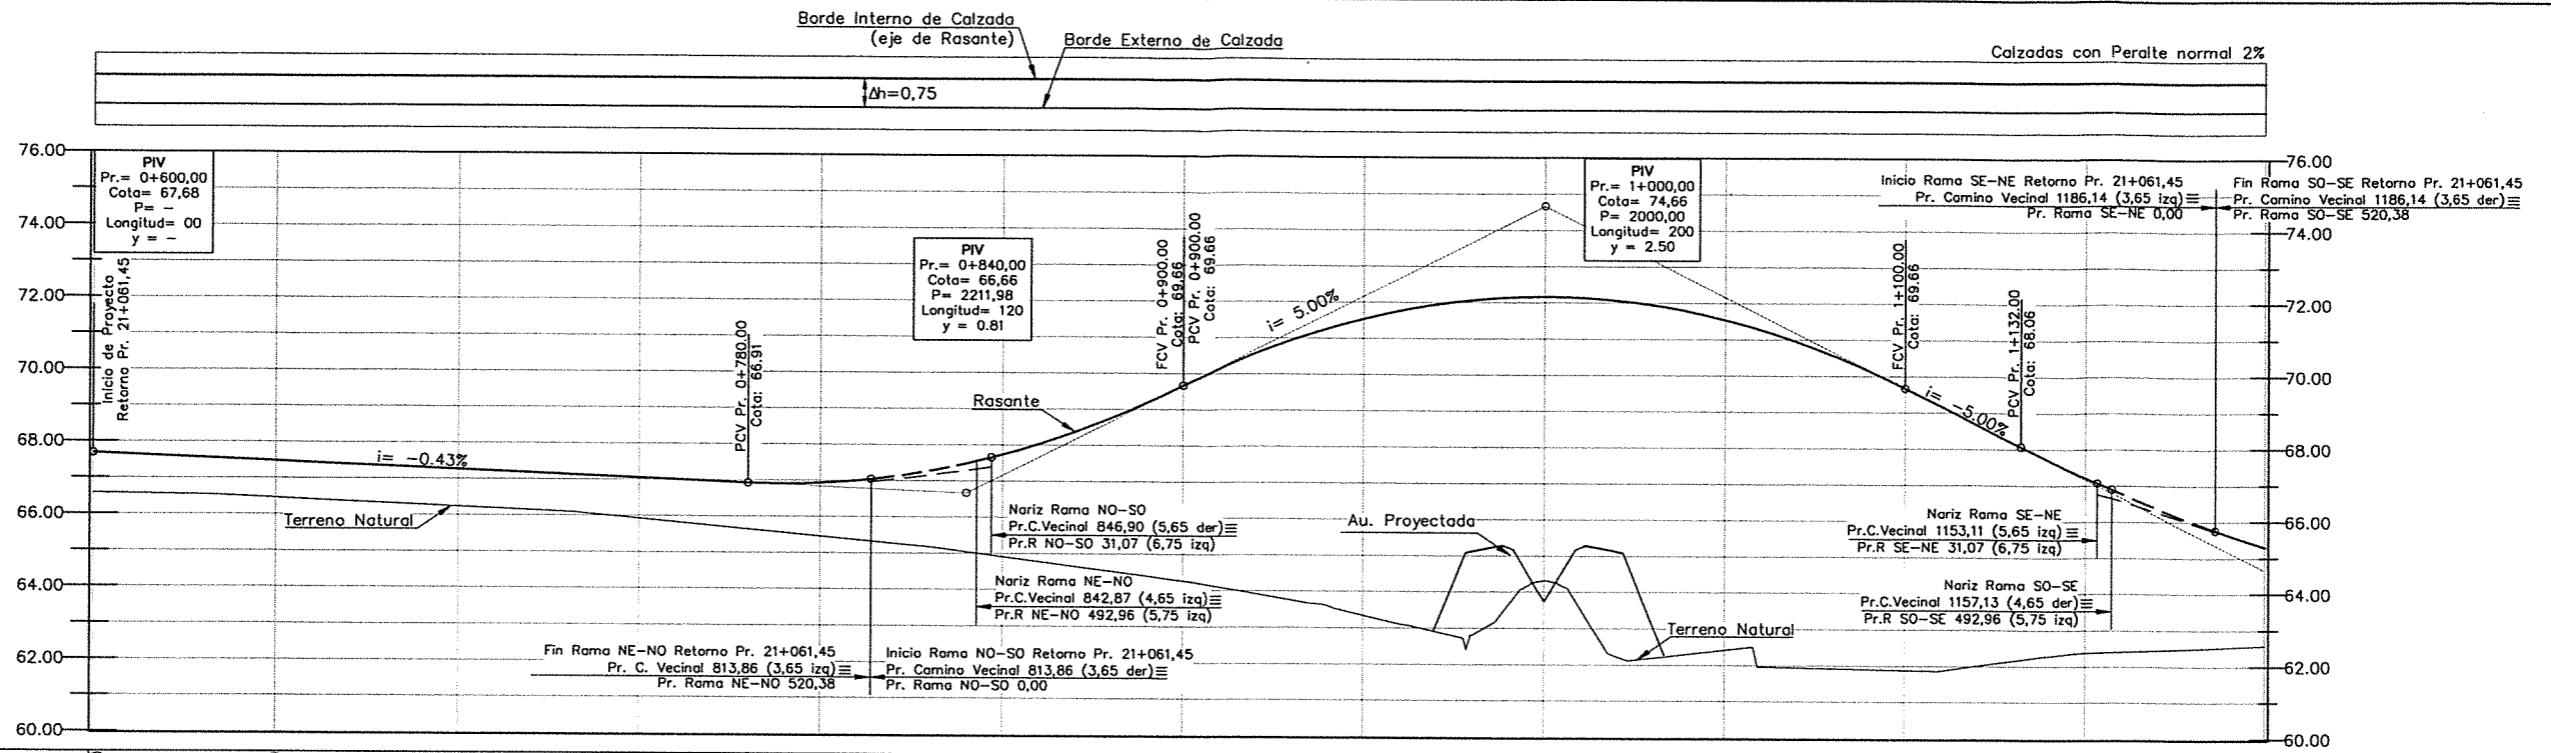 Borde Interno de Calzada
(eje de Rasante)
Borde Externo de Calzada
Calzadas con Peralte normal 2%
Δh=0,75
76.00
74.00
72.00
70.00
68.00
66.00
64.00
62.00
60.00
PIV
Pr.= 0+600,00
Cota= 67,68
P= -
Longitud= 00
y = -
Inicio de Proyecto
Retorno Pr. 21+061,45
i= -0.43%
Terreno Natural
PCV Pr. 0+780.00
Cota: 66.91
PIV
Pr.= 0+840,00
Cota= 66,66
P= 2211,98
Longitud= 120
y = 0.81
Rasante
FCV Pr. 0+900.00
Cota: 69.66
PCV Pr. 0+900.00
Cota: 69.66
i= 5.00%
Nariz Rama NO-SO
Pr.C.Vecinal 846,90 (5,65 der)≡
Pr.R NO-SO 31,07 (6,75 izq)
Nariz Rama NE-NO
Pr.C.Vecinal 842,87 (4,65 izq)≡
Pr.R NE-NO 492,96 (5,75 izq)
Fin Rama NE-NO Retorno Pr. 21+061,45
Pr. C. Vecinal 813,86 (3,65 izq)≡
Pr. Rama NE-NO 520,38
Inicio Rama NO-SO Retorno Pr. 21+061,45
Pr. Camino Vecinal 813,86 (3,65 der)≡
Pr. Rama NO-SO 0,00
PIV
Pr.= 1+000,00
Cota= 74,66
P= 2000,00
Longitud= 200
y = 2.50
Au. Proyectada
Terreno Natural
FCV Pr. 1+100.00
Cota: 69.66
i= -5.00%
PCV Pr. 1+132.00
Cota: 68.06
Inicio Rama SE-NE Retorno Pr. 21+061,45
Pr. Camino Vecinal 1186,14 (3,65 izq)≡
Pr. Rama SE-NE 0,00
Fin Rama SO-SE Retorno Pr. 21+061,45
Pr. Camino Vecinal 1186,14 (3,65 der)≡
Pr. Rama SO-SE 520,38
Nariz Rama SE-NE
Pr.C.Vecinal 1153,11 (5,65 izq)≡
Pr.R SE-NE 31,07 (6,75 izq)
Nariz Rama SO-SE
Pr.C.Vecinal 1157,13 (4,65 der)≡
Pr.R SO-SE 492,96 (5,75 izq)
76.00
74.00
72.00
70.00
68.00
66.00
64.00
62.00
60.00